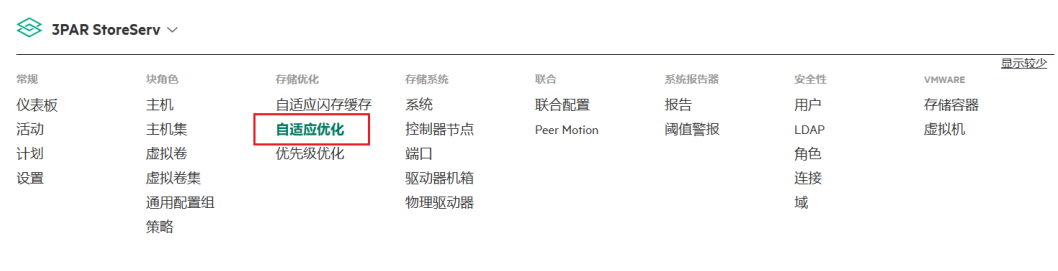 3PAR StoreServ
显示较少
常规 块角色 存储优化 存储系统 联合 系统报告器 安全性 VMWARE
仪表板 主机 自适应闪存缓存 系统 联合配置 报告 用户 存储容器
活动 主机集 自适应优化 控制器节点 Peer Motion 阈值警报 LDAP 虚拟机
计划 虚拟卷 优先级优化 端口 角色
设置 虚拟卷集 驱动器机箱 连接
通用配置组 物理驱动器 域
策略